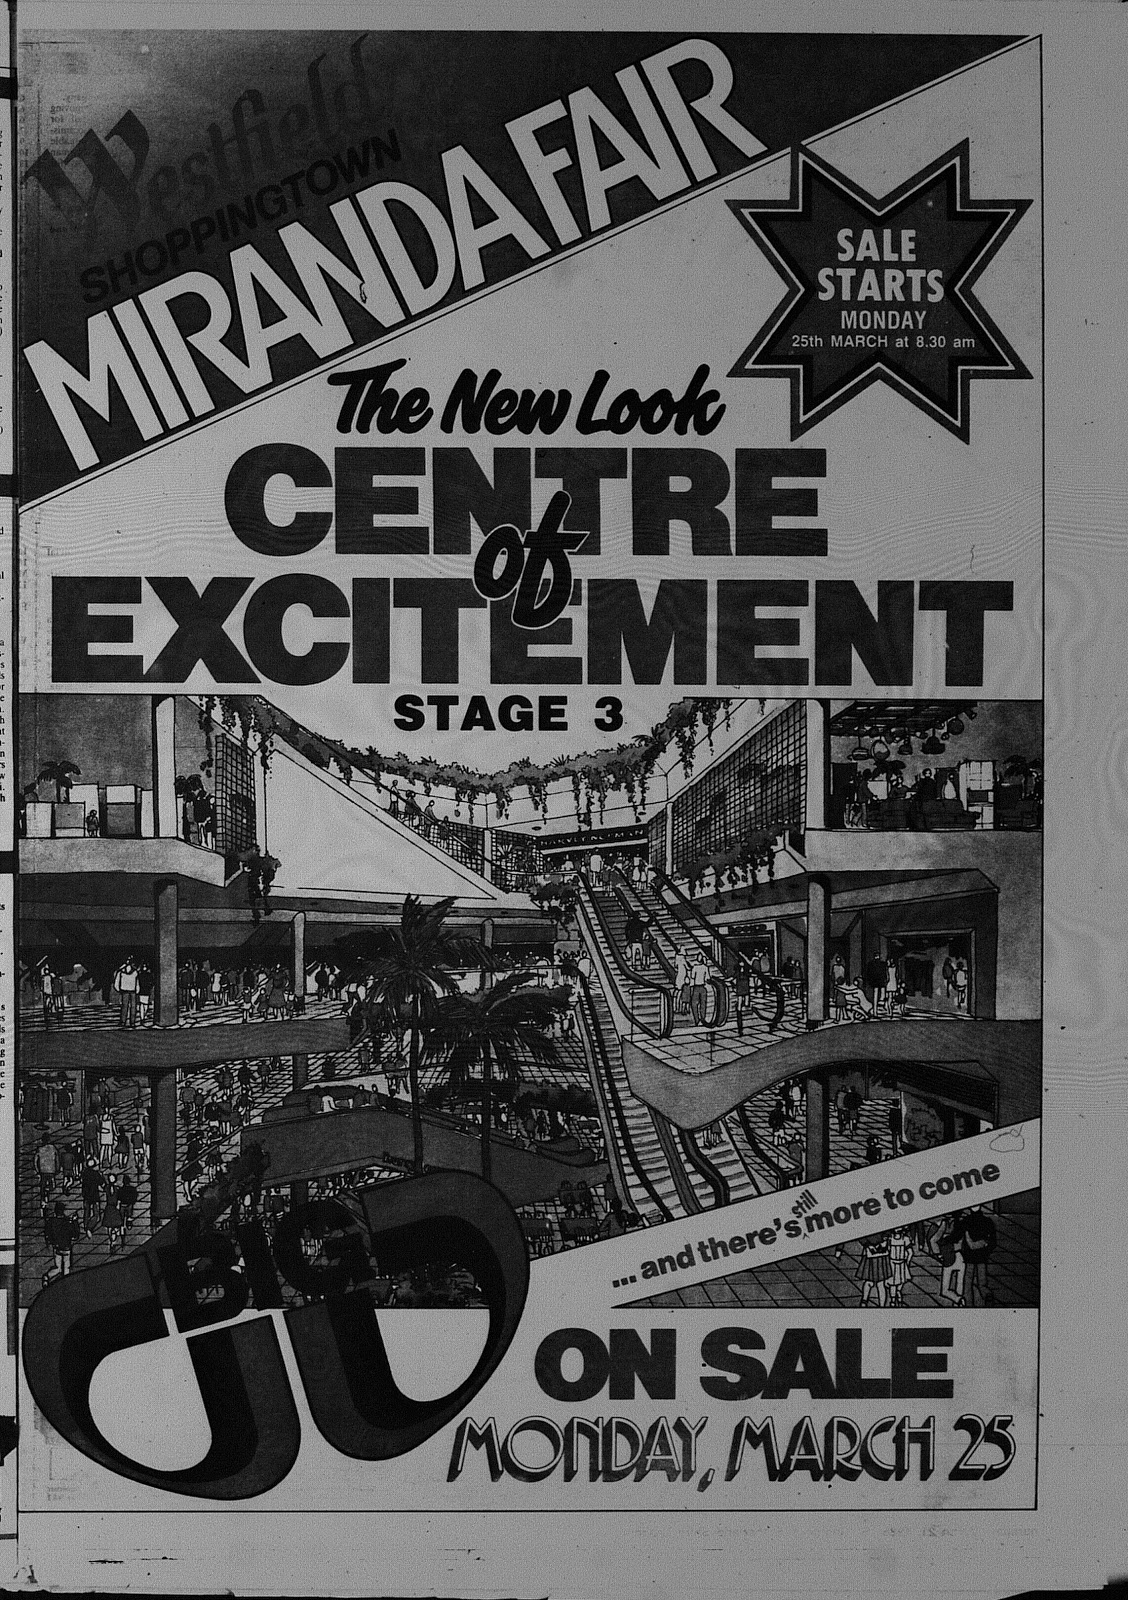 Westfield
SHOPPINGTOWN
MIRANDA FAIR
SALE
STARTS
MONDAY
25th MARCH at 8.30 am
The New Look
CENTRE
of
EXCITEMENT
STAGE 3
...and there's still more to come
BIG
ON SALE
MONDAY, MARCH 25